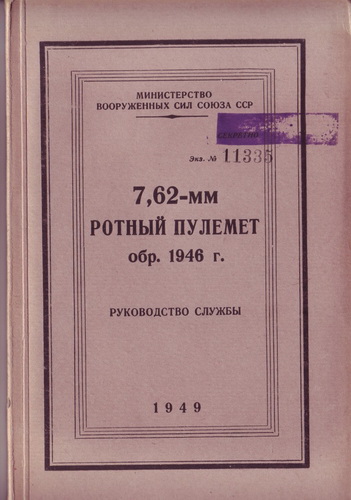 МИНИСТЕРСТВО
ВООРУЖЕННЫХ СИЛ СОЮЗА ССР
Экз. № 11335
7,62-мм
РОТНЫЙ ПУЛЕМЕТ
обр. 1946 г.
РУКОВОДСТВО СЛУЖБЫ
1949